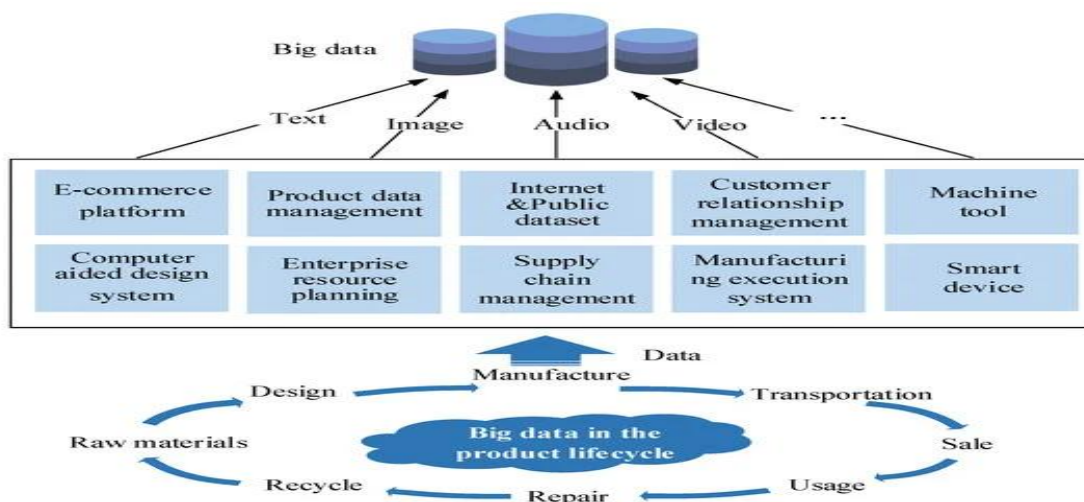 Big data
Text
Image
Audio
Video
...
E-commerce
platform
Product data
management
Internet
&Public
dataset
Customer
relationship
management
Machine
tool
Computer
aided design
system
Enterprise
resource
planning
Supply
chain
management
Manufacturi
ng execution
system
Smart
device
Data
Manufacture
Design
Transportation
Raw materials
Big data in the
product lifecycle
Sale
Recycle
Repair
Usage